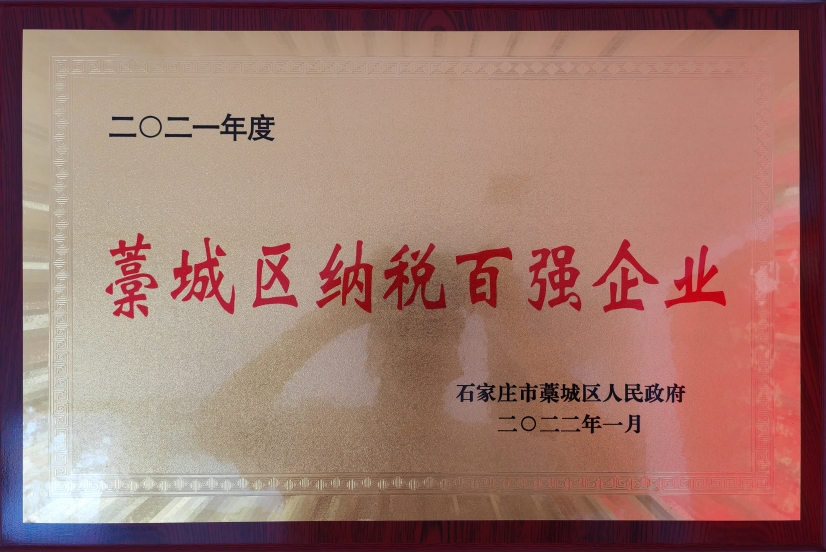 二〇二一年度
藁城区纳税百强企业
石家庄市藁城区人民政府
二〇二二年一月